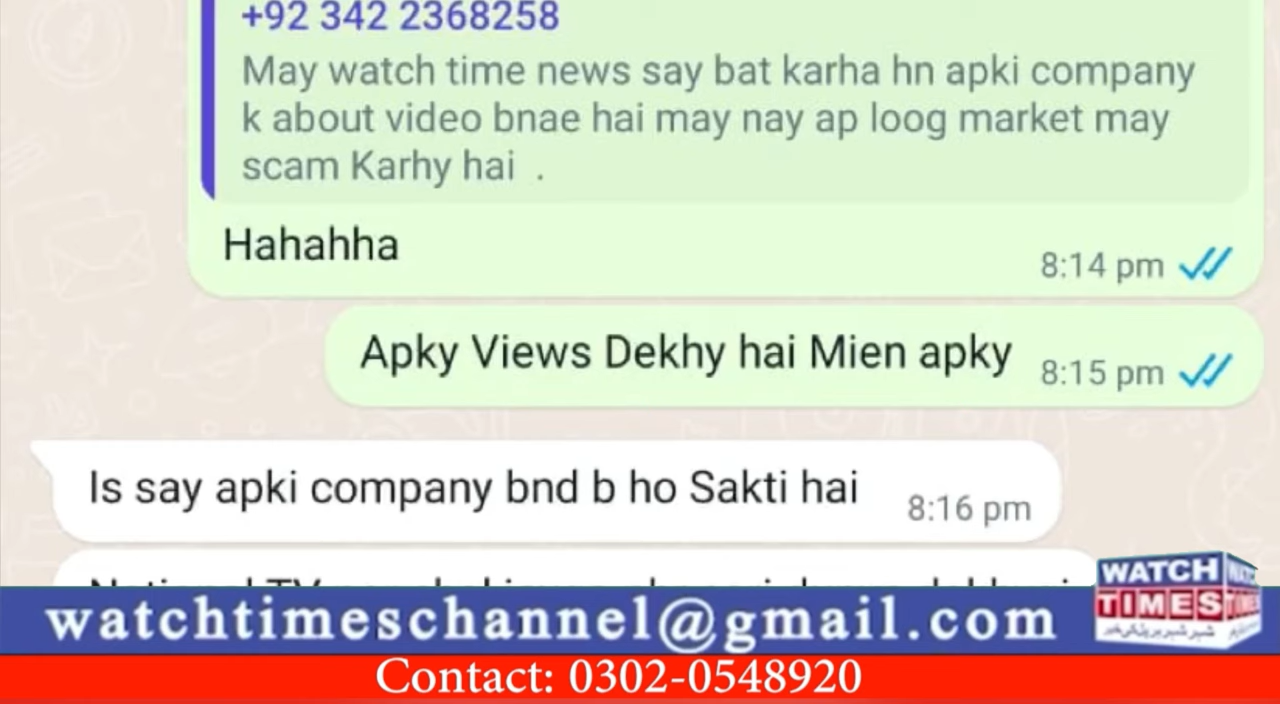 +92 342 2368258
May watch time news say bat karha hn apki company
k about video bnae hai may nay ap loog market may
scam Karhy hai .
Hahahha
8:14 pm
Apky Views Dekhy hai Mien apky
8:15 pm
Is say apki company bnd b ho Sakti hai
8:16 pm
National TV
watchtimeschannel@gmail.com
WATCH
TIMES
Contact: 0302-0548920